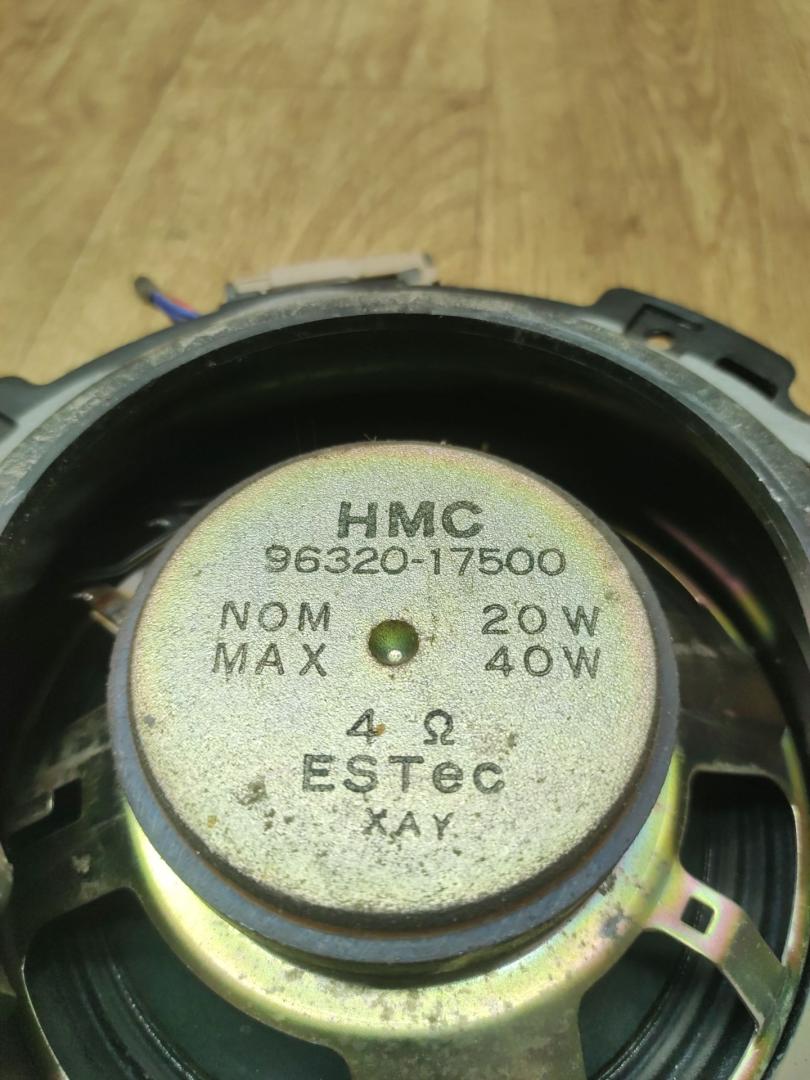 HMC
96320-17500
NOM 20W
MAX 40W
4 Ω
ESTec
XAY